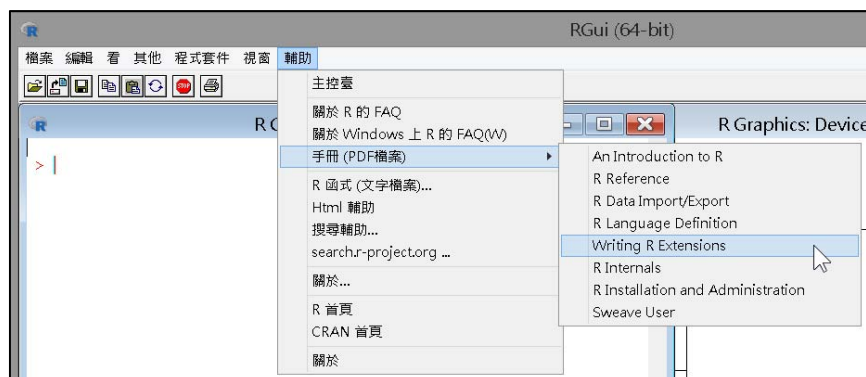 RGui (64-bit)
檔案 編輯 看 其他 程式套件 視窗 輔助
STOP
R C
R Graphics: Device
>
主控臺
關於 R 的 FAQ
關於 Windows 上 R 的 FAQ(W)
手冊 (PDF檔案)
R 函式 (文字檔案)...
Html 輔助
搜尋輔助...
search.r-project.org ...
關於...
R 首頁
CRAN 首頁
關於
An Introduction to R
R Reference
R Data Import/Export
R Language Definition
Writing R Extensions
R Internals
R Installation and Administration
Sweave User